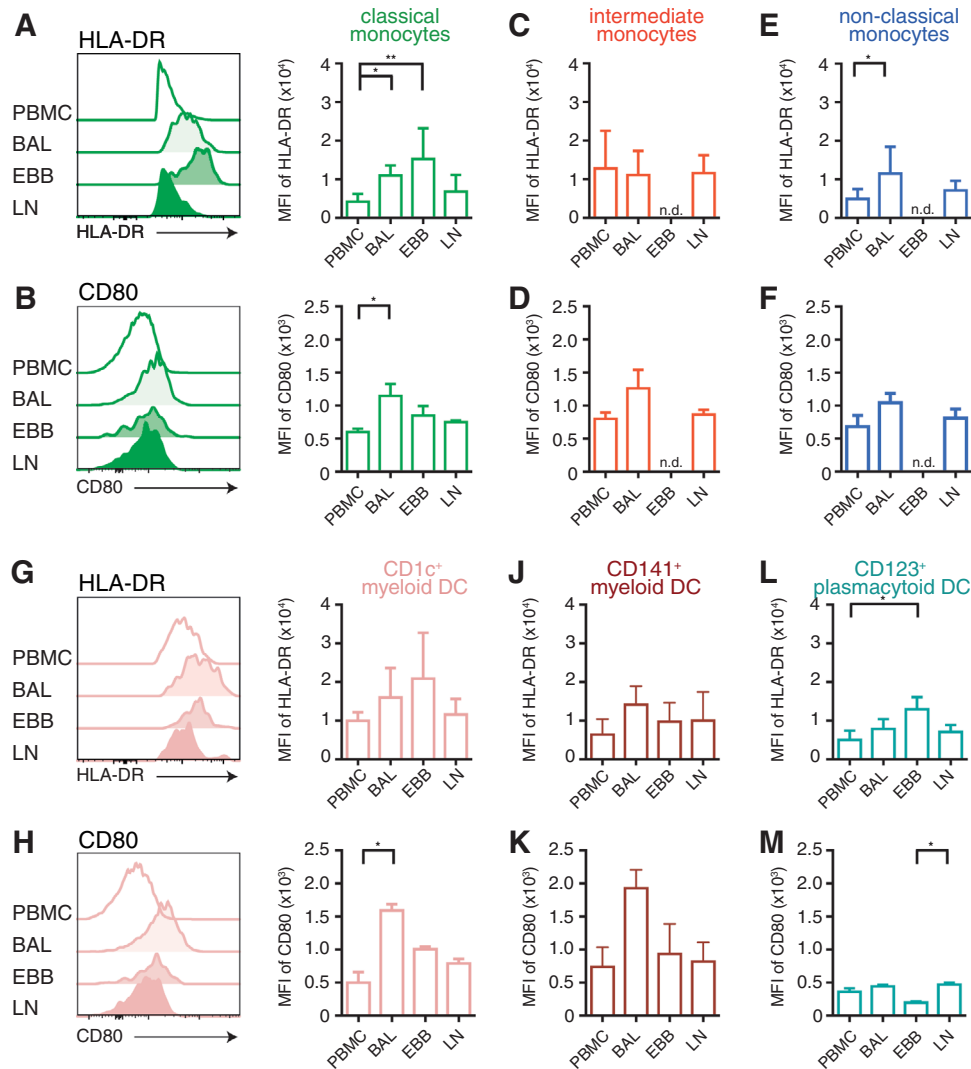 A
HLA-DR
PBMC
BAL
EBB
LN
HLA-DR
classical
monocytes
MFI of HLA-DR (x10⁴)
4
3
2
1
0
*
**
PBMC
BAL
EBB
LN
C
intermediate
monocytes
MFI of HLA-DR (x10⁴)
4
3
2
1
0
n.d.
PBMC
BAL
EBB
LN
E
non-classical
monocytes
MFI of HLA-DR (x10⁴)
4
3
2
1
0
*
n.d.
PBMC
BAL
EBB
LN
B
CD80
PBMC
BAL
EBB
LN
CD80
MFI of CD80 (x10³)
2.5
2.0
1.5
1.0
0.5
0
*
PBMC
BAL
EBB
LN
D
MFI of CD80 (x10³)
2.5
2.0
1.5
1.0
0.5
0
n.d.
PBMC
BAL
EBB
LN
F
MFI of CD80 (x10³)
2.5
2.0
1.5
1.0
0.5
0
n.d.
PBMC
BAL
EBB
LN
G
HLA-DR
PBMC
BAL
EBB
LN
HLA-DR
CD1c⁺
myeloid DC
MFI of HLA-DR (x10⁴)
4
3
2
1
0
PBMC
BAL
EBB
LN
J
CD141⁺
myeloid DC
MFI of HLA-DR (x10⁴)
4
3
2
1
0
PBMC
BAL
EBB
LN
L
CD123⁺
plasmacytoid DC
MFI of HLA-DR (x10⁴)
4
3
2
1
0
*
PBMC
BAL
EBB
LN
H
CD80
PBMC
BAL
EBB
LN
CD80
MFI of CD80 (x10³)
2.5
2.0
1.0
0.5
0
*
PBMC
BAL
EBB
LN
K
MFI of CD80 (x10³)
2.5
2.0
1.5
1.0
0.5
0
PBMC
BAL
EBB
LN
M
MFI of CD80 (x10³)
2.5
2.0
1.5
1.0
0.5
0
*
PBMC
BAL
EBB
LN